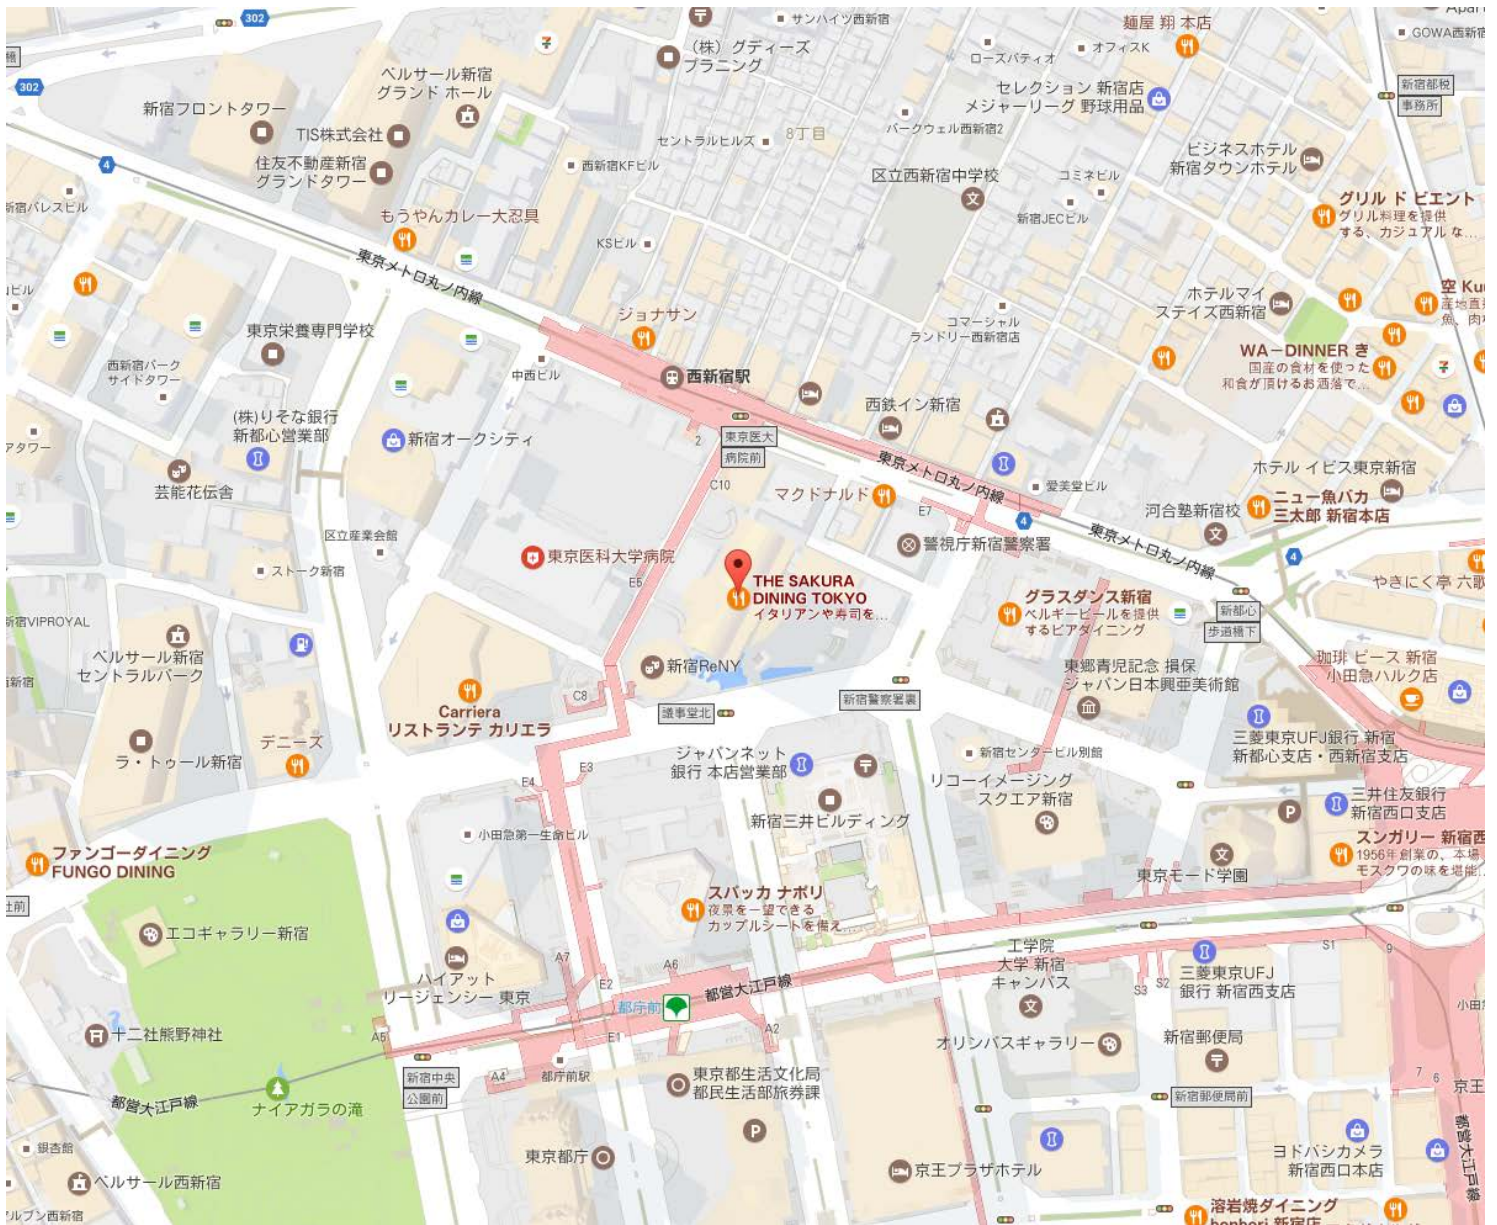 302
サンハイツ西新宿
Apar
麺屋 翔 本店
GOWA西新宿
橋
302
ベルサール新宿
グランド ホール
(株) グディーズ
プランニング
ローズパティオ
オフィスK
セレクション 新宿店
メジャーリーグ 野球用品
新宿都税
事務所
新宿フロントタワー
TIS株式会社
住友不動産新宿
グランドタワー
4
セントラルヒルズ
8丁目
パークウェル西新宿2
西新宿KFビル
区立西新宿中学校
コミネビル
ビジネスホテル
新宿タウンホテル
新宿パレスビル
もうやんカレー大忍具
KSビル
新宿JECビル
グリル ド ビエント
グリル料理を提供
する、カジュアル な...
東京メトロ丸ノ内線
ホテルマイ
ステイズ西新宿
空 Ku
産地直
魚、肉
ジョナサン
コマーシャル
ランドリー西新宿店
東京栄養専門学校
西新宿パーク
サイドタワー
中西ビル
西新宿駅
WA-DINNER き
国産の食材を使った
和食が頂けるお洒落で...
(株)りそな銀行
新都心営業部
新宿オークシティ
西鉄イン新宿
2
東京医大
病院前
アタワー
芸能花伝舎
C10
マクドナルド
東京メトロ丸ノ内線
愛美堂ビル
ホテル イビス東京新宿
ニュー魚バカ
三太郎 新宿本店
河合塾新宿校
E7
4
区立産業会館
警視庁新宿警察署
東京メトロ丸ノ内線
4
東京医科大学病院
ストーク新宿
E5
THE SAKURA
DINING TOKYO
イタリアンや寿司を...
グラスダンス新宿
ベルギービールを提供
するビアダイニング
やきにく亭 六歌
新都心
歩道橋下
新宿VIPROYAL
ベルサール新宿
セントラルパーク
新宿ReNY
東郷青児記念 損保
ジャパン日本興亜美術館
珈琲 ピース 新宿
小田急ハルク店
西新宿
C8
Carriera
リストランテ カリエラ
議事堂北
新宿警察署裏
三菱東京UFJ銀行 新宿
新都心支店・西新宿支店
デニーズ
ラ・トゥール新宿
ジャパンネット
銀行 本店営業部
新宿センタービル別館
E4
E3
リコーイメージング
スクエア新宿
三井住友銀行
新宿西口支店
新宿三井ビルディング
小田急第一生命ビル
スンガリー 新宿西
1956年創業の、本場
モスクワの味を堪能...
ファンゴーダイニング
FUNGO DINING
東京モード学園
スパッカ ナポリ
夜景を一望できる
カップルシートを備え...
社前
エコギャラリー新宿
ハイアット
リージェンシー 東京
A7
A6
E2
工学院
大学 新宿
キャンパス
S1
9
三菱東京UFJ
銀行 新宿西支店
S3
S2
都庁前
都営大江戸線
十二社熊野神社
A5
E1
A2
オリンパスギャラリー
新宿郵便局
小田急
新宿中央
公園前
A4
都庁前駅
東京都生活文化局
都民生活部旅券課
7
6
京王
都営大江戸線
ナイアガラの滝
新宿郵便局前
銀杏館
東京都庁
京王プラザホテル
ヨドバシカメラ
新宿西口本店
都営大江戸線
ベルサール西新宿
溶岩焼ダイニング
bonbori 新宿店
ルブン西新宿